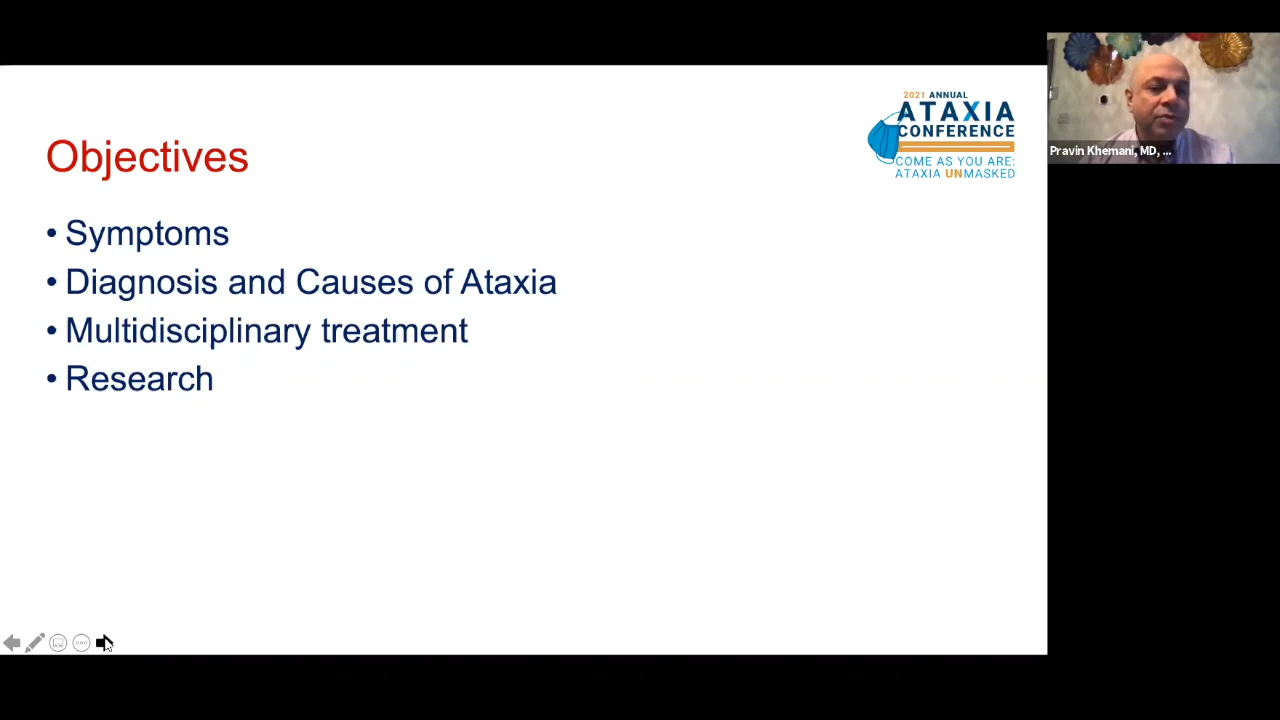 Objectives
• Symptoms
• Diagnosis and Causes of Ataxia
• Multidisciplinary treatment
• Research
2021 ANNUAL
ATAXIA
CONFERENCE
COME AS YOU ARE:
ATAXIA UNMASKED
Pravin Khemani, MD, ...